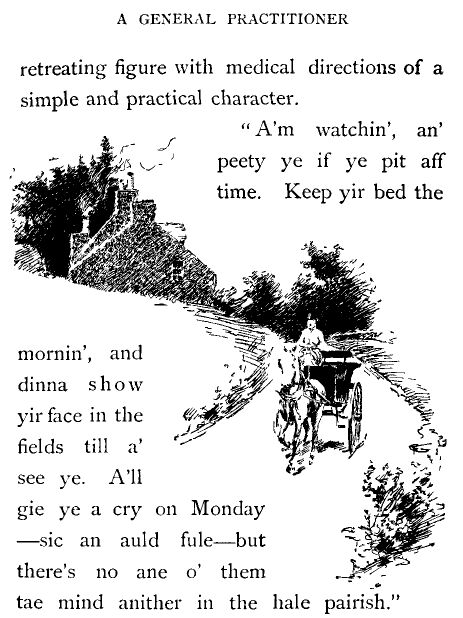 A GENERAL PRACTITIONER
retreating figure with medical directions of a
simple and practical character.
"A'm watchin', an'
peety ye if ye pit aff
time. Keep yir bed the
mornin', and
dinna show
yir face in the
fields till a'
see ye. A'll
gie ye a cry on Monday
—sic an auld fule—but
there's no ane o' them
tae mind anither in the hale pairish."